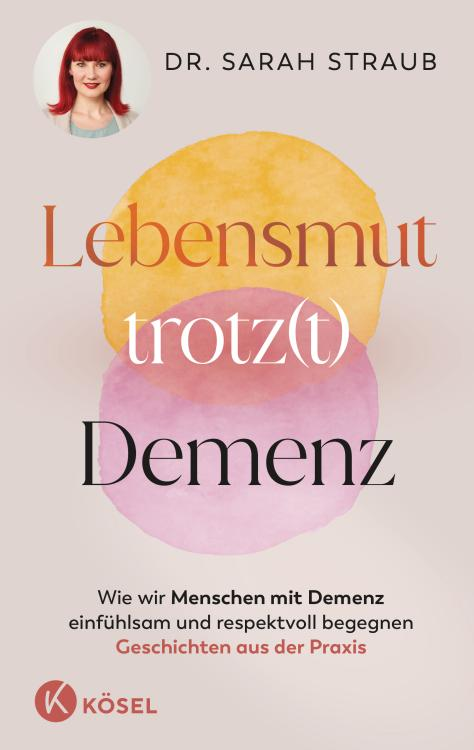 DR. SARAH STRAUB
Lebensmut
trotz(t)
Demenz
Wie wir Menschen mit Demenz
einfühlsam und respektvoll begegnen
Geschichten aus der Praxis
KÖSEL